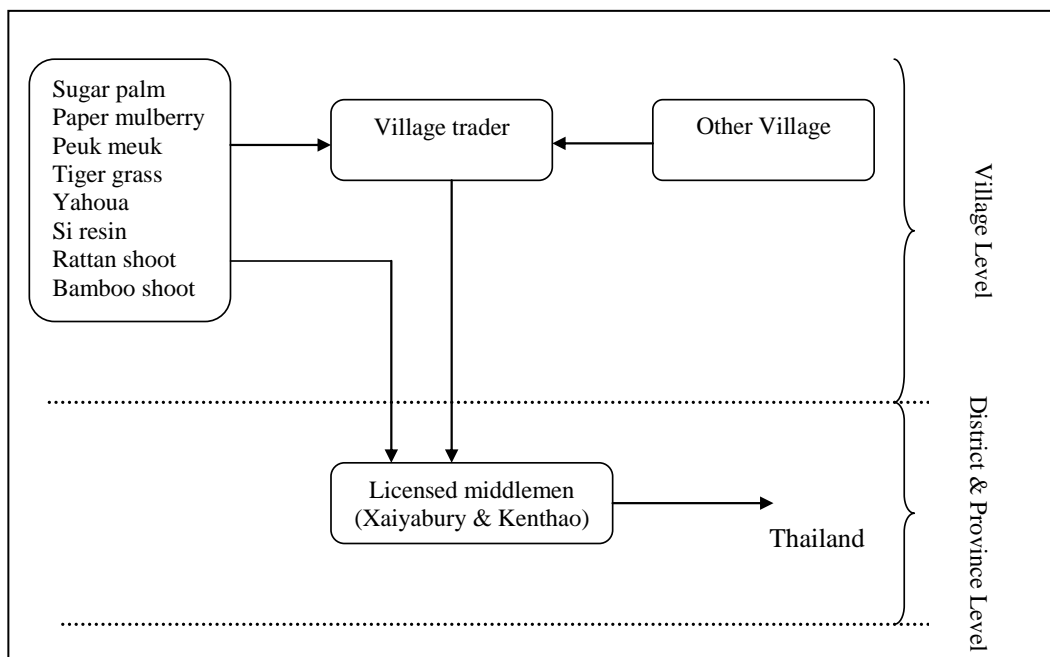 Sugar palm
Paper mulberry
Peuk meuk
Tiger grass
Yahoua
Si resin
Rattan shoot
Bamboo shoot
Village trader
Other Village
Village Level
Licensed middlemen
(Xaiyabury & Kenthao)
Thailand
District & Province Level